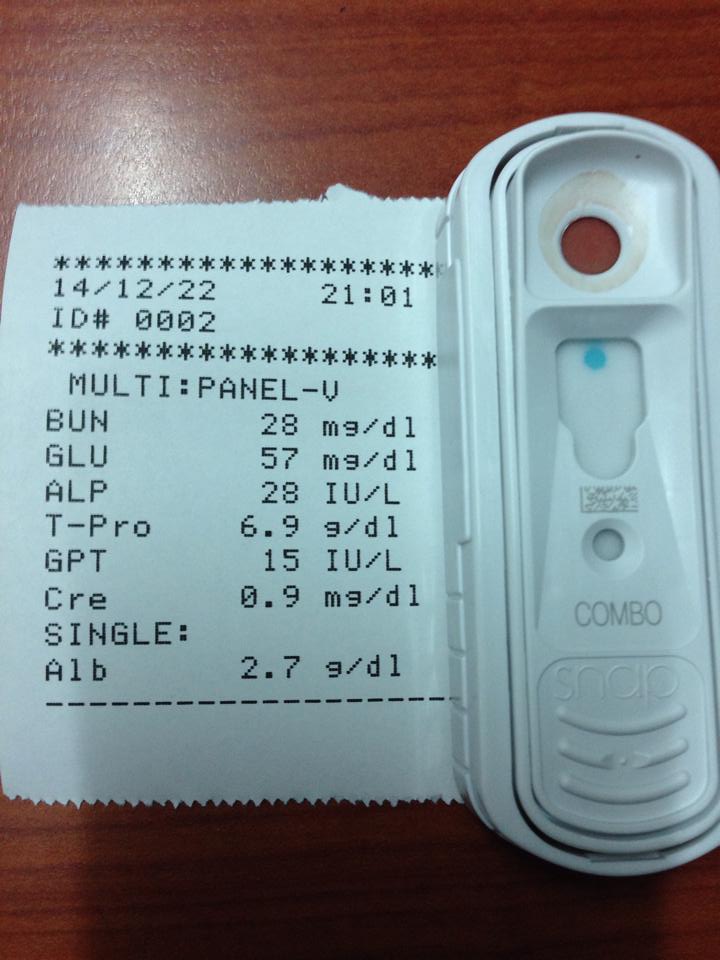 *******************
14/12/22 21:01
ID# 0002
*******************
MULTI:PANEL-V
BUN 28 mg/dl
GLU 57 mg/dl
ALP 28 IU/L
T-Pro 6.9 g/dl
GPT 15 IU/L
Cre 0.9 mg/dl
SINGLE:
Alb 2.7 g/dl
--------------------
COMBO
snap